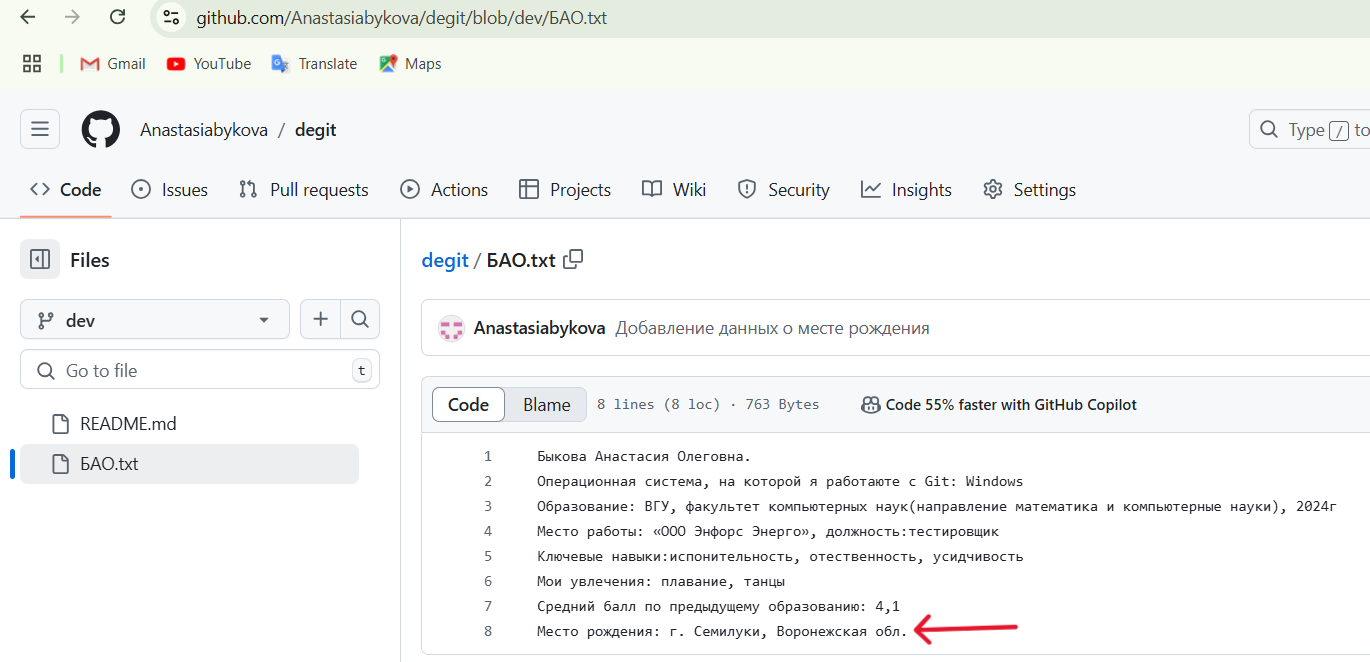 github.com/Anastasiabykova/degit/blob/dev/БАО.txt
Gmail YouTube Translate Maps
Anastasiabykova / degit
Type / to
Code Issues Pull requests Actions Projects Wiki Security Insights Settings
Files
dev
Go to file t
README.md
БАО.txt
degit / БАО.txt
Anastasiabykova Добавление данных о месте рождения
Code Blame 8 lines (8 loc) · 763 Bytes Code 55% faster with GitHub Copilot
1 Быкова Анастасия Олеговна.
2 Операционная система, на которой я работаюте с Git: Windows
3 Образование: ВГУ, факультет компьютерных наук(направление математика и компьютерные науки), 2024г
4 Место работы: «ООО Энфорс Энерго», должность:тестировщик
5 Ключевые навыки:испонительность, отественность, усидчивость
6 Мои увлечения: плавание, танцы
7 Средний балл по предыдущему образованию: 4,1
8 Место рождения: г. Семилуки, Воронежская обл.